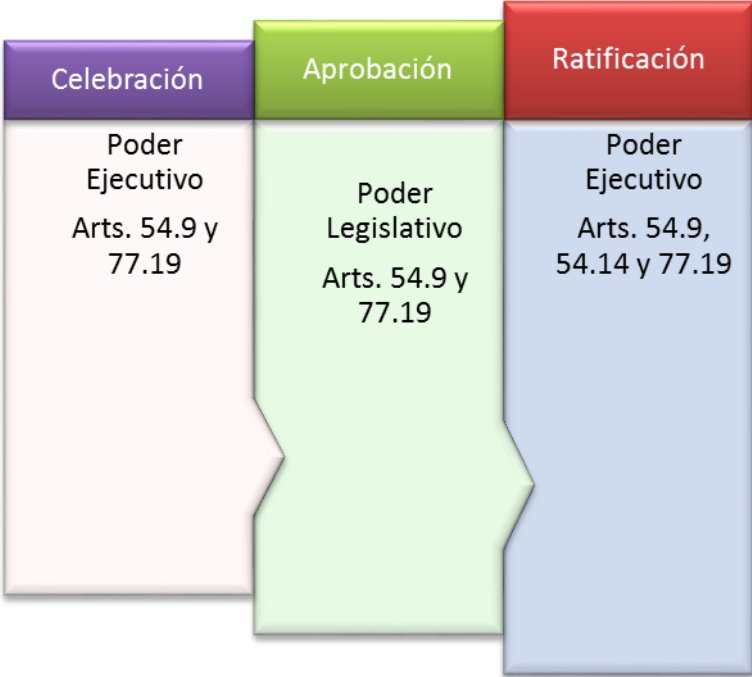 Celebración
Poder
Ejecutivo
Arts. 54.9 y
77.19
Aprobación
Poder
Legislativo
Arts. 54.9 y
77.19
Ratificación
Poder
Ejecutivo
Arts. 54.9,
54.14 y 77.19